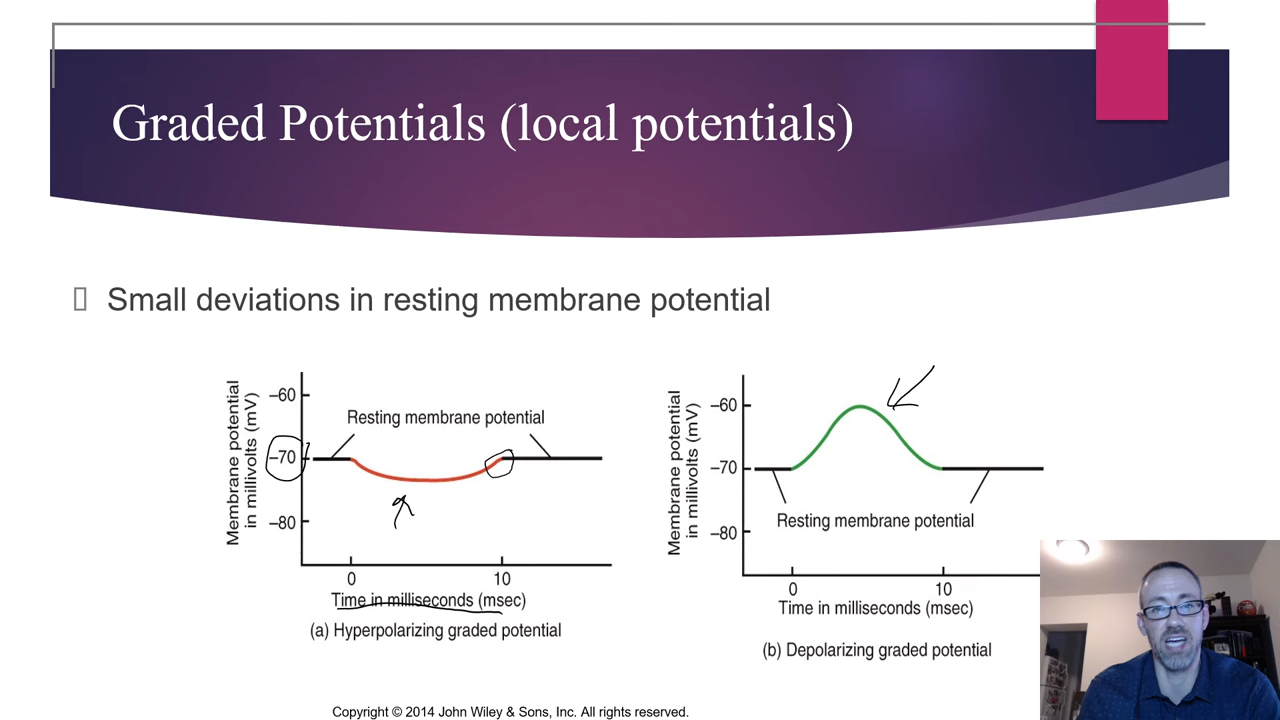 Graded Potentials (local potentials)
Small deviations in resting membrane potential
Membrane potential
in millivolts (mV)
–60
–70
–80
Resting membrane potential
0
10
Time in milliseconds (msec)
(a) Hyperpolarizing graded potential
Membrane potential
in millivolts (mV)
–60
–70
–80
Resting membrane potential
0
10
Time in milliseconds (msec)
(b) Depolarizing graded potential
Copyright © 2014 John Wiley & Sons, Inc. All rights reserved.